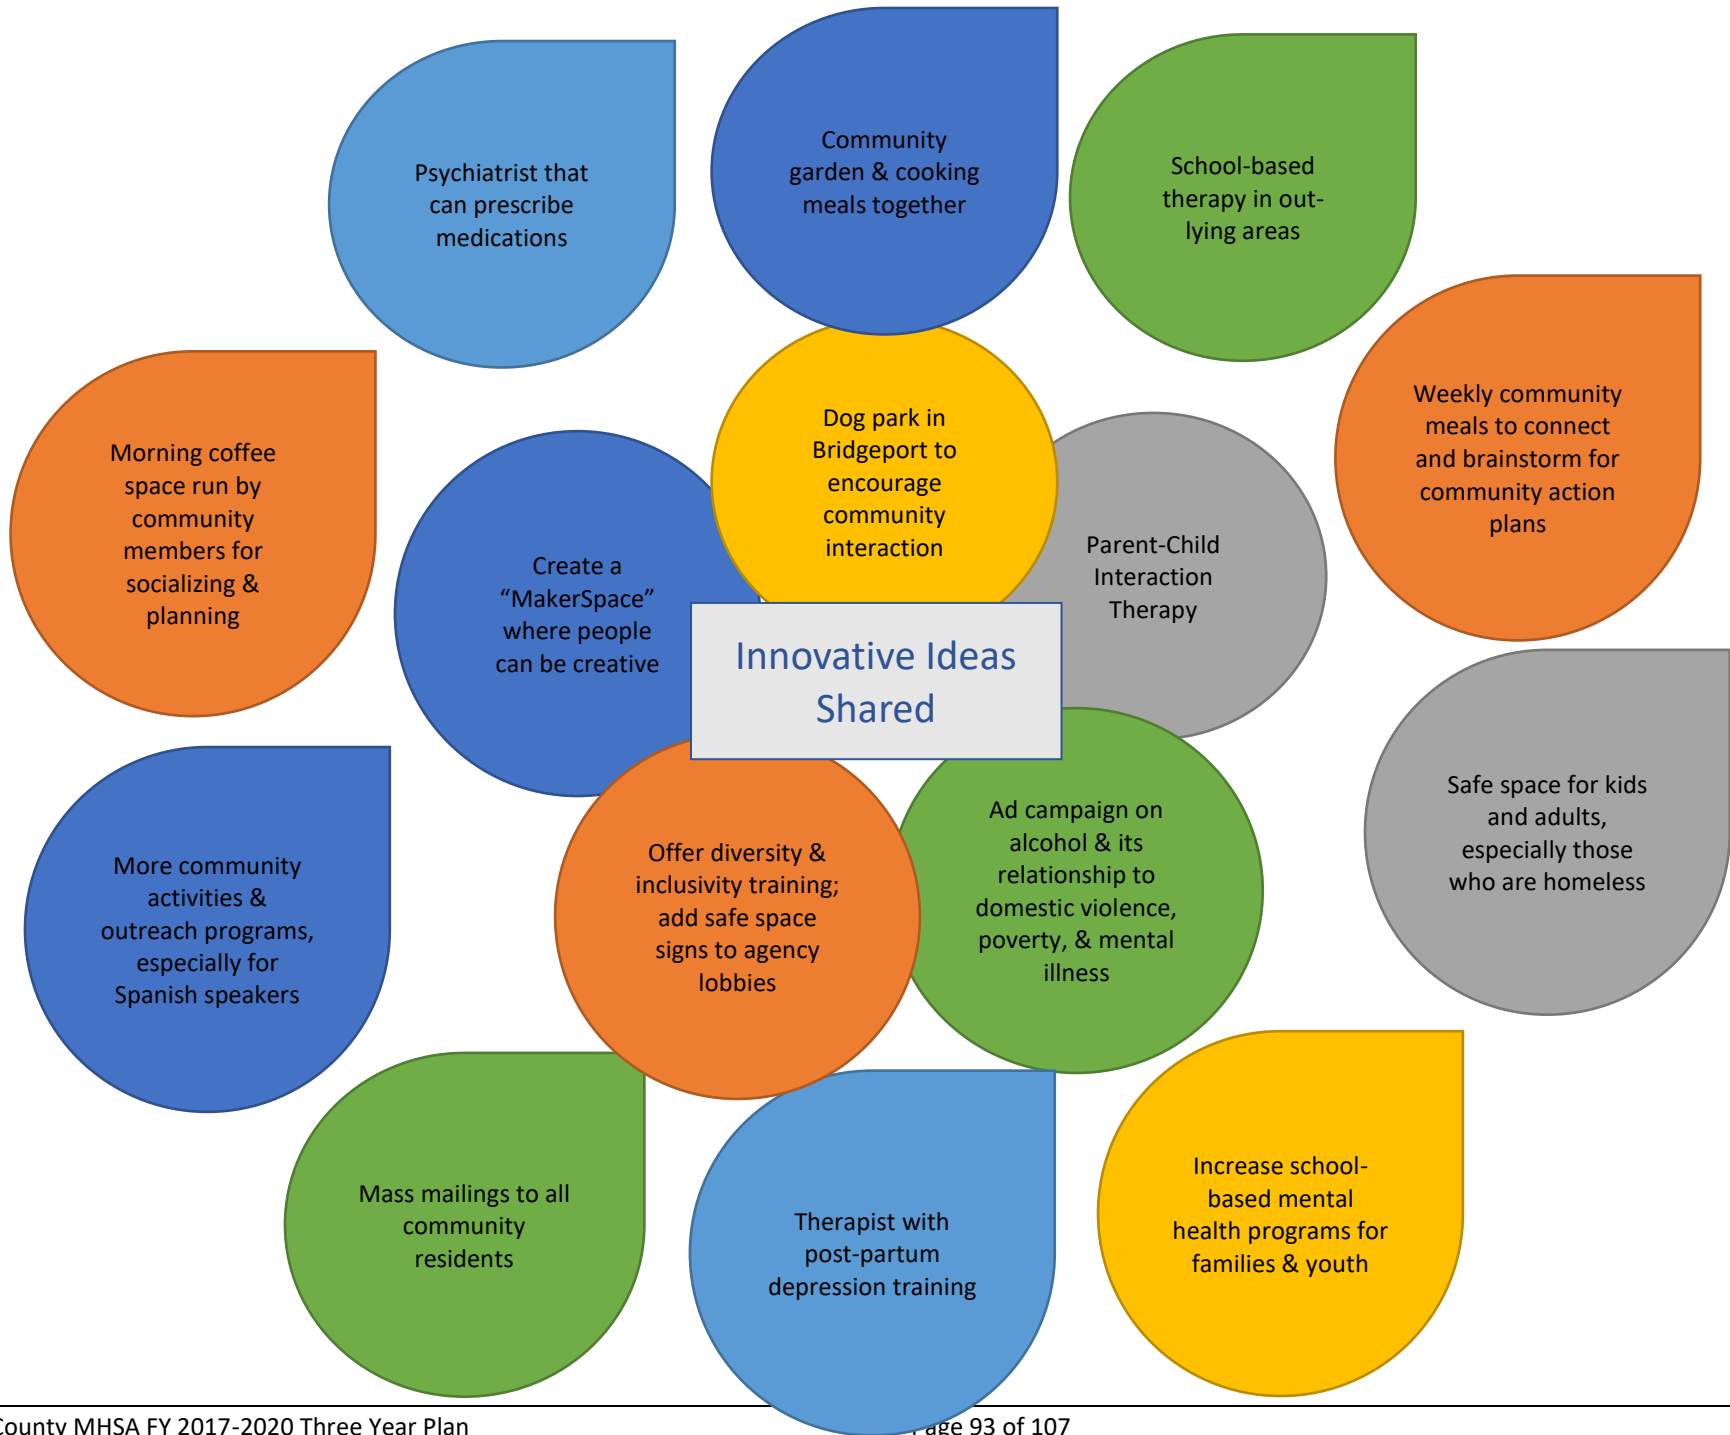 Psychiatrist that
can prescribe
medications
Community
garden & cooking
meals together
School-based
therapy in out-
lying areas
Weekly community
meals to connect
and brainstorm for
community action
plans
Morning coffee
space run by
community
members for
socializing &
planning
Dog park in
Bridgeport to
encourage
community
interaction
Create a
“MakerSpace”
where people
can be creative
Parent-Child
Interaction
Therapy
Innovative Ideas
Shared
Safe space for kids
and adults,
especially those
who are homeless
More community
activities &
outreach programs,
especially for
Spanish speakers
Offer diversity &
inclusivity training;
add safe space
signs to agency
lobbies
Ad campaign on
alcohol & its
relationship to
domestic violence,
poverty, & mental
illness
Mass mailings to all
community
residents
Therapist with
post-partum
depression training
Increase school-
based mental
health programs for
families & youth
County MHSA FY 2017-2020 Three Year Plan
Page 93 of 107